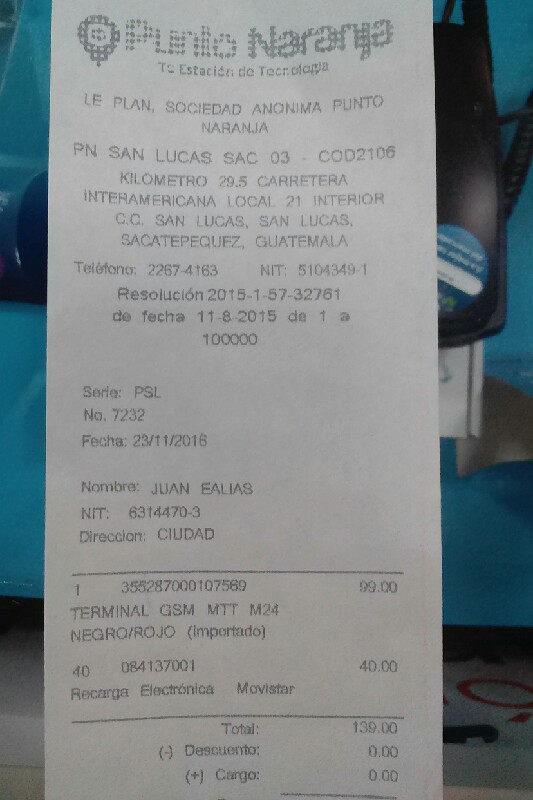 Punto Naranja
Tu Estación de Tecnología
LE PLAN, SOCIEDAD ANONIMA PUNTO
NARANJA
PN SAN LUCAS SAC 03 - COD2106
KILOMETRO 29.5 CARRETERA
INTERAMERICANA LOCAL 21 INTERIOR
C.C. SAN LUCAS, SAN LUCAS,
SACATEPEQUEZ, GUATEMALA
Teléfono: 2267-4163 NIT: 5104349-1
Resolución 2015-1-57-32761
de fecha 11-8-2015 de 1 a
100000
Serie: PSL
No. 7232
Fecha: 23/11/2016
Nombre: JUAN EALIAS
NIT: 6314470-3
Direccion: CIUDAD
1 355287000107569 99.00
TERMINAL GSM MTT M24
NEGRO/ROJO (Importado)
40 084137001 40.00
Recarga Electrónica Movistar
Total: 139.00
(-) Descuento: 0.00
(+) Cargo: 0.00